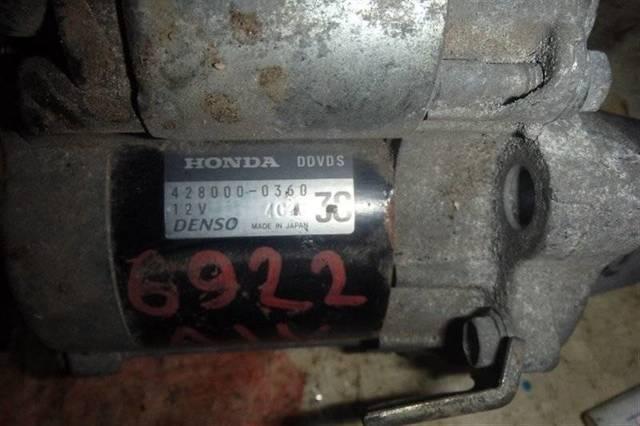 HONDA DDVDS
428000-0360
12V 3C
DENSO MADE IN JAPAN
6922